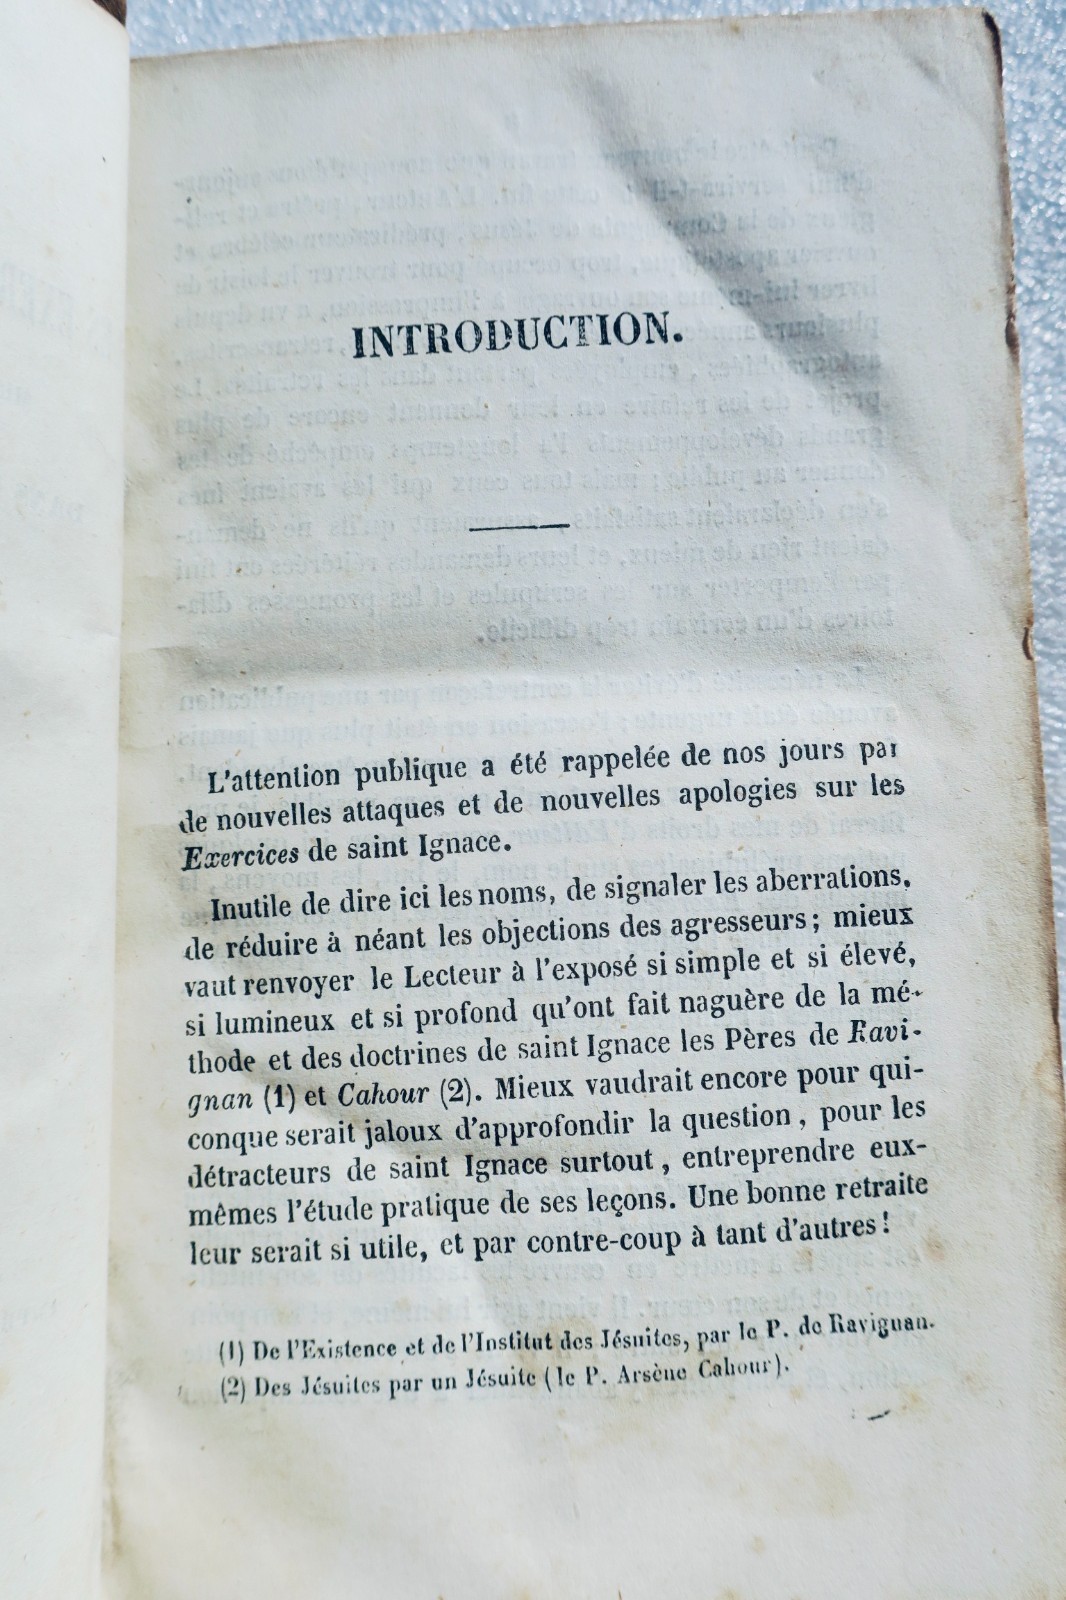 INTRODUCTION.
L'attention publique a été rappelée de nos jours par
de nouvelles attaques et de nouvelles apologies sur les
Exercices de saint Ignace.
Inutile de dire ici les noms, de signaler les aberrations,
de réduire à néant les objections des agresseurs; mieux
vaut renvoyer le Lecteur à l'exposé si simple et si élevé,
si lumineux et si profond qu'ont fait naguère de la mé-
thode et des doctrines de saint Ignace les Pères de Ravi-
gnan (1) et Cahour (2). Mieux vaudrait encore pour qui-
conque serait jaloux d'approfondir la question, pour les
détracteurs de saint Ignace surtout, entreprendre eux-
mêmes l'étude pratique de ses leçons. Une bonne retraite
leur serait si utile, et par contre-coup à tant d'autres!
(1) De l'Existence et de l'Institut des Jésuites, par le P. de Ravignan.
(2) Des Jésuites par un Jésuite (le P. Arsène Cahour).